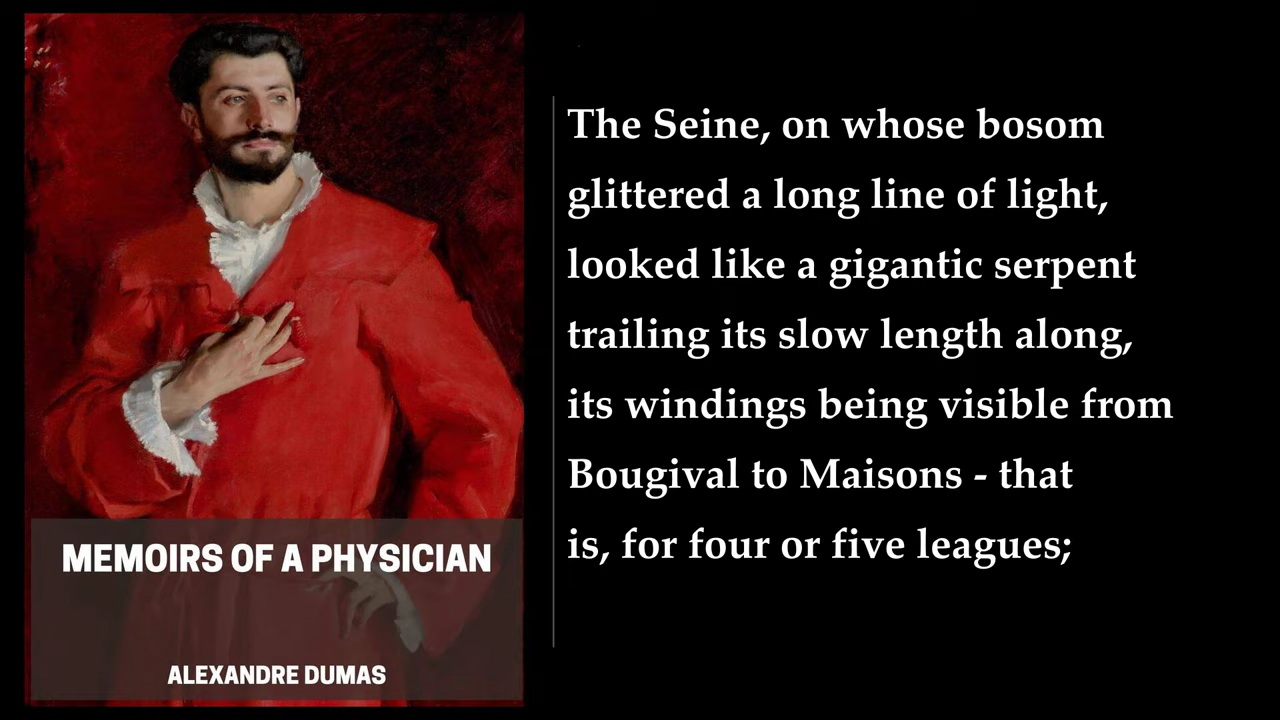 MEMOIRS OF A PHYSICIAN
ALEXANDRE DUMAS
The Seine, on whose bosom
glittered a long line of light,
looked like a gigantic serpent
trailing its slow length along,
its windings being visible from
Bougival to Maisons - that
is, for four or five leagues;